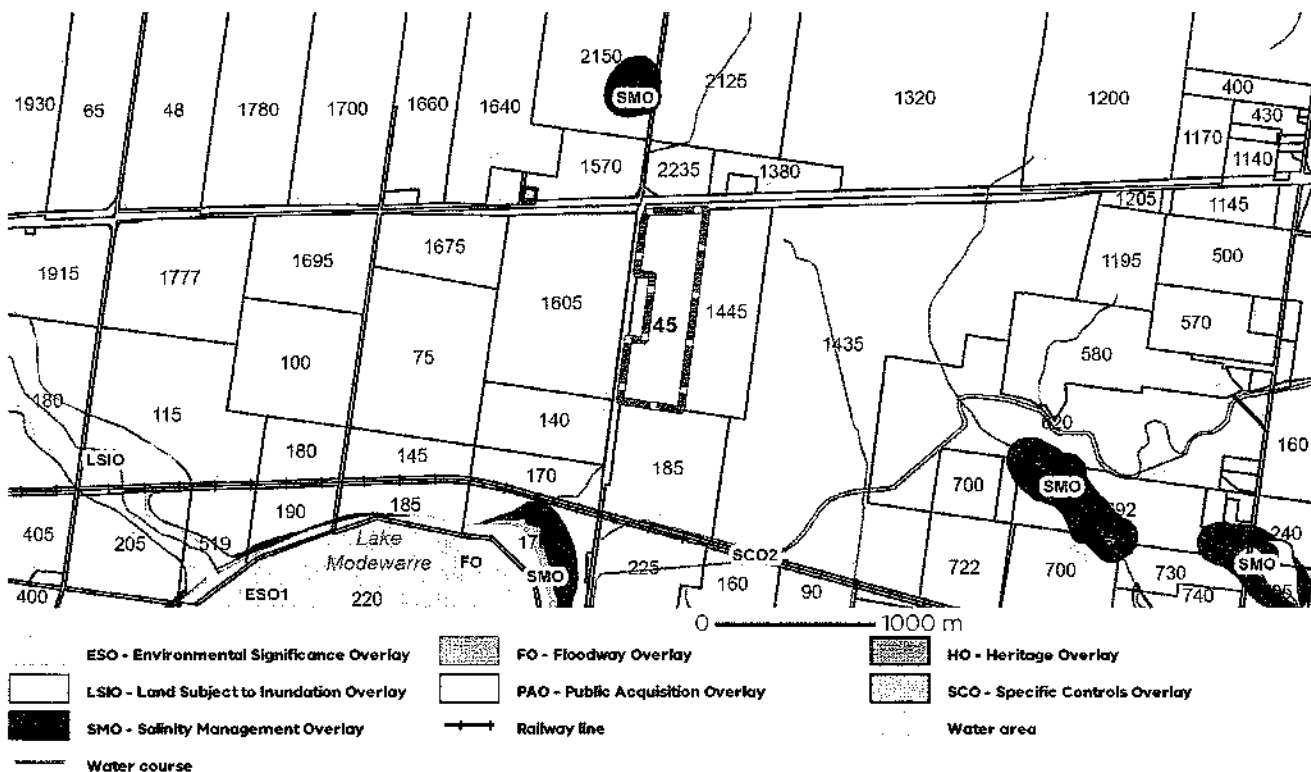 2150
SMO
2125
1930
65
48
1780
1700
1660
1640
1320
1200
400
430
1170
1140
1570
2235
1380
1205
1145
1675
1695
1915
1777
1605
45
1445
1195
500
570
580
1435
100
75
180
115
140
160
LSIO
180
145
170
185
700
SMO
405
205
519
190
185
Lake
Modewarre
FO
SMO
225
SCO2
160
90
722
700
730
740
240
SMO
400
ESO1
220
0 1000 m
ESO - Environmental Significance Overlay
FO - Floodway Overlay
HO - Heritage Overlay
LSIO - Land Subject to Inundation Overlay
PAO - Public Acquisition Overlay
SCO - Specific Controls Overlay
SMO - Salinity Management Overlay
Railway line
Water area
Water course